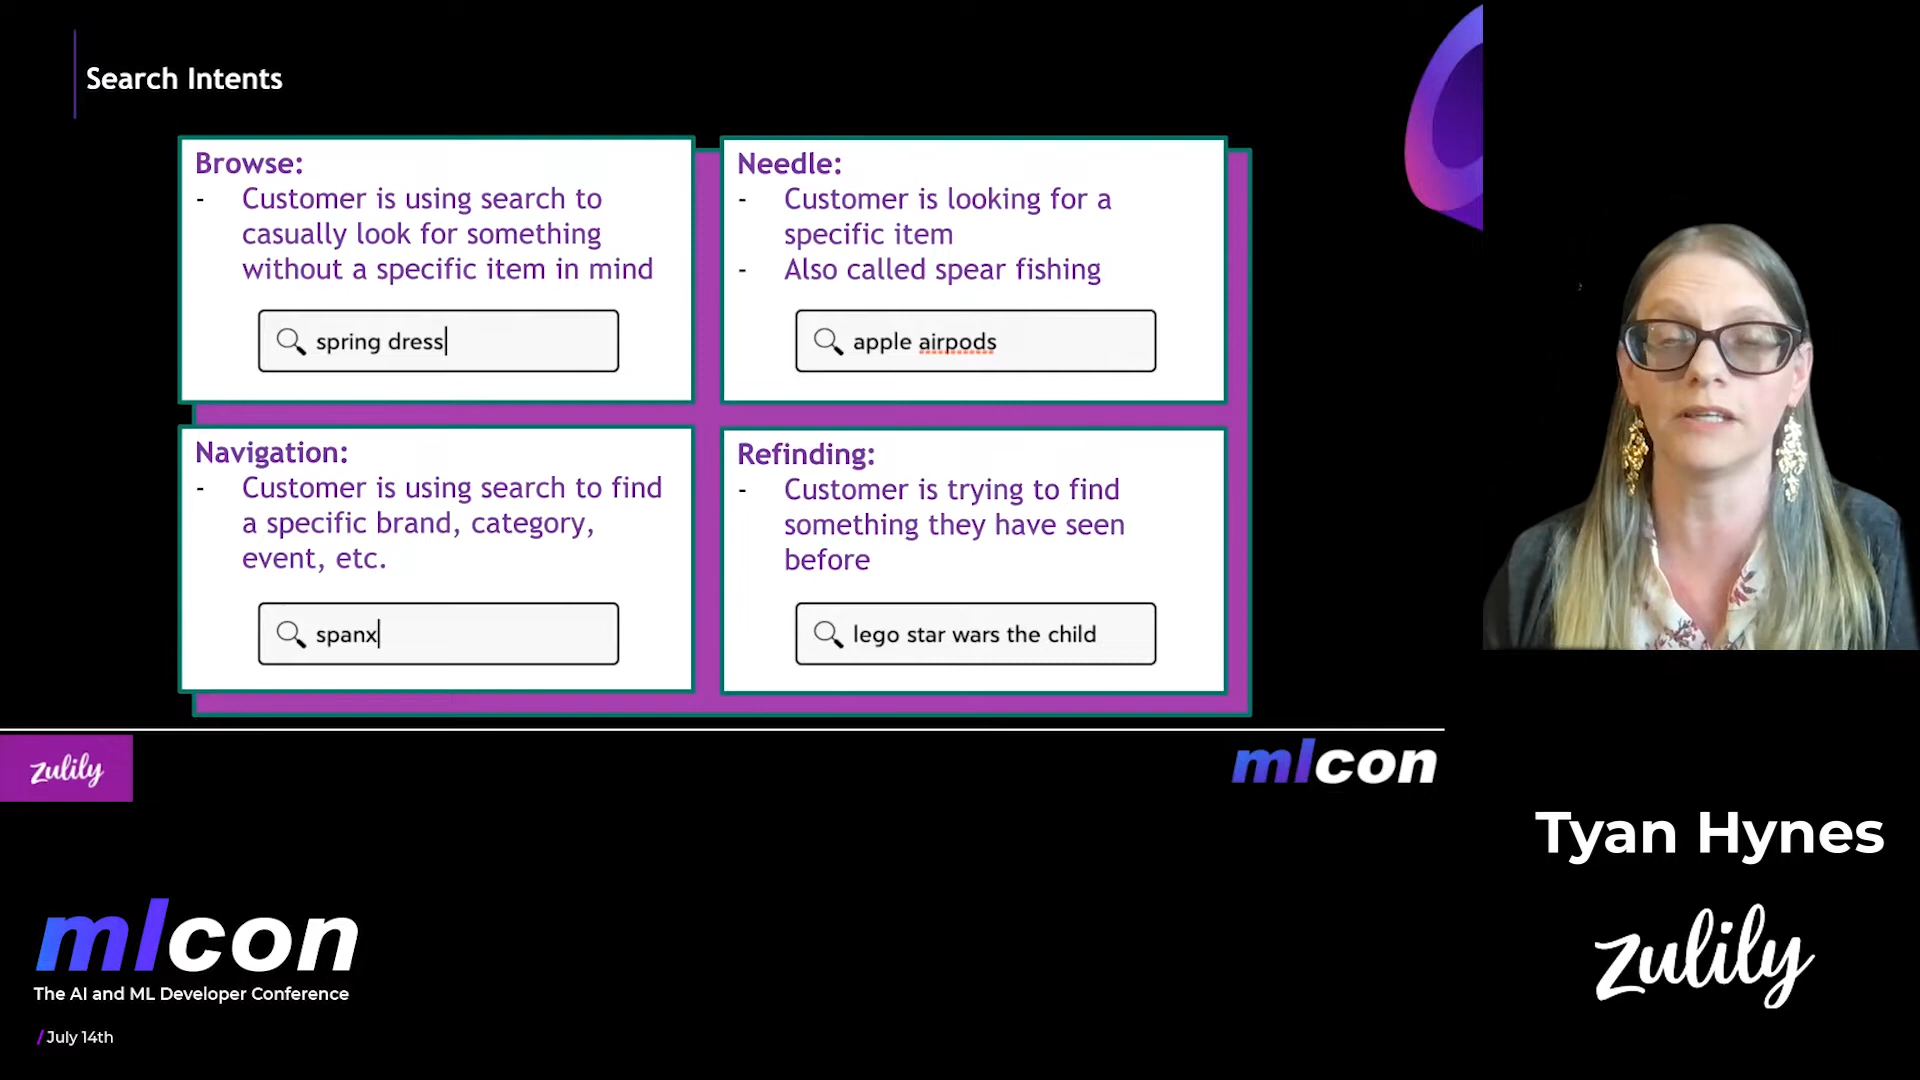 Search Intents
Browse:
- Customer is using search to
casually look for something
without a specific item in mind
spring dress
Needle:
- Customer is looking for a
specific item
- Also called spear fishing
apple airpods
Navigation:
- Customer is using search to find
a specific brand, category,
event, etc.
spanx
Refinding:
- Customer is trying to find
something they have seen
before
lego star wars the child
zulily
mlcon
Tyan Hynes
zulily
mlcon
The AI and ML Developer Conference
/ July 14th